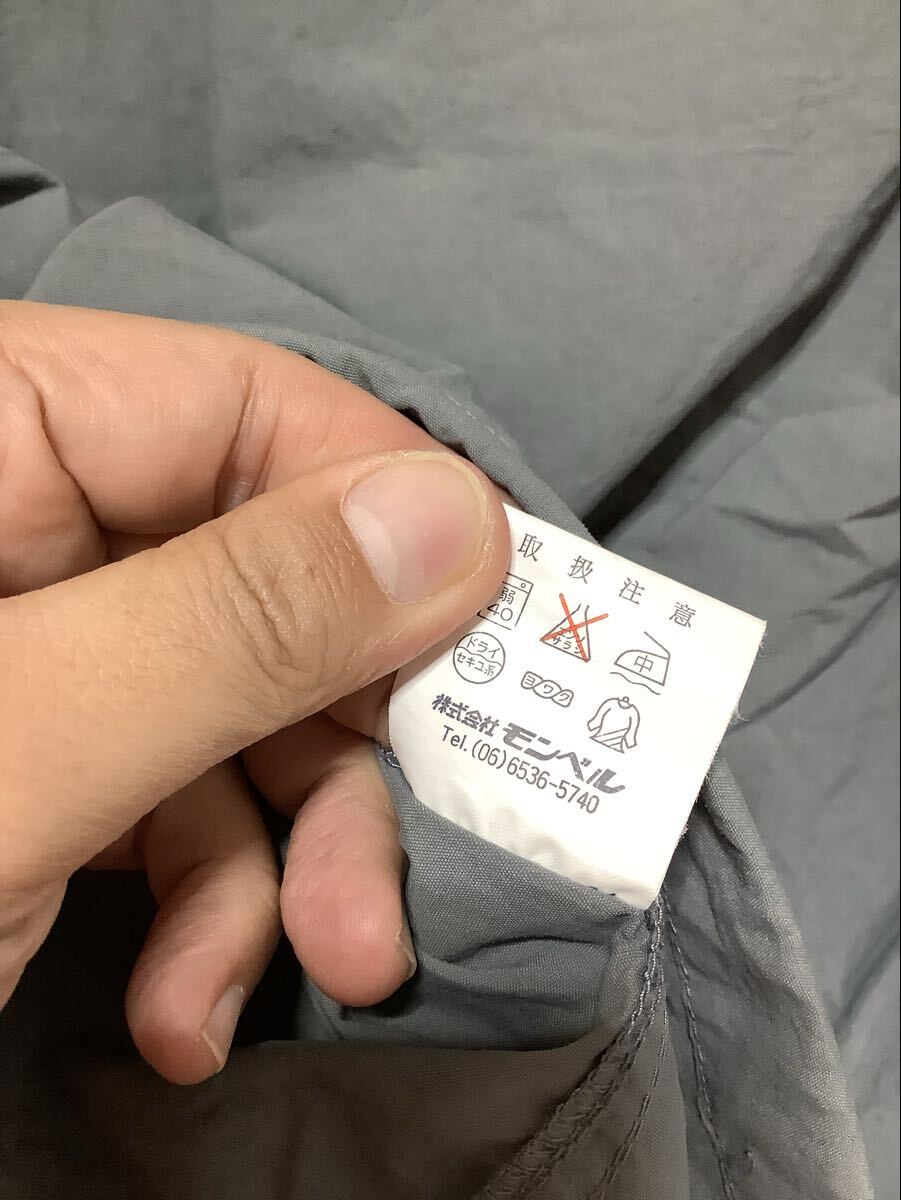 取扱注意
弱
40
エンソ
サラシ
中
ドライ
セキユ系
ヨワク
株式会社 モンベル
Tel.(06)6536-5740